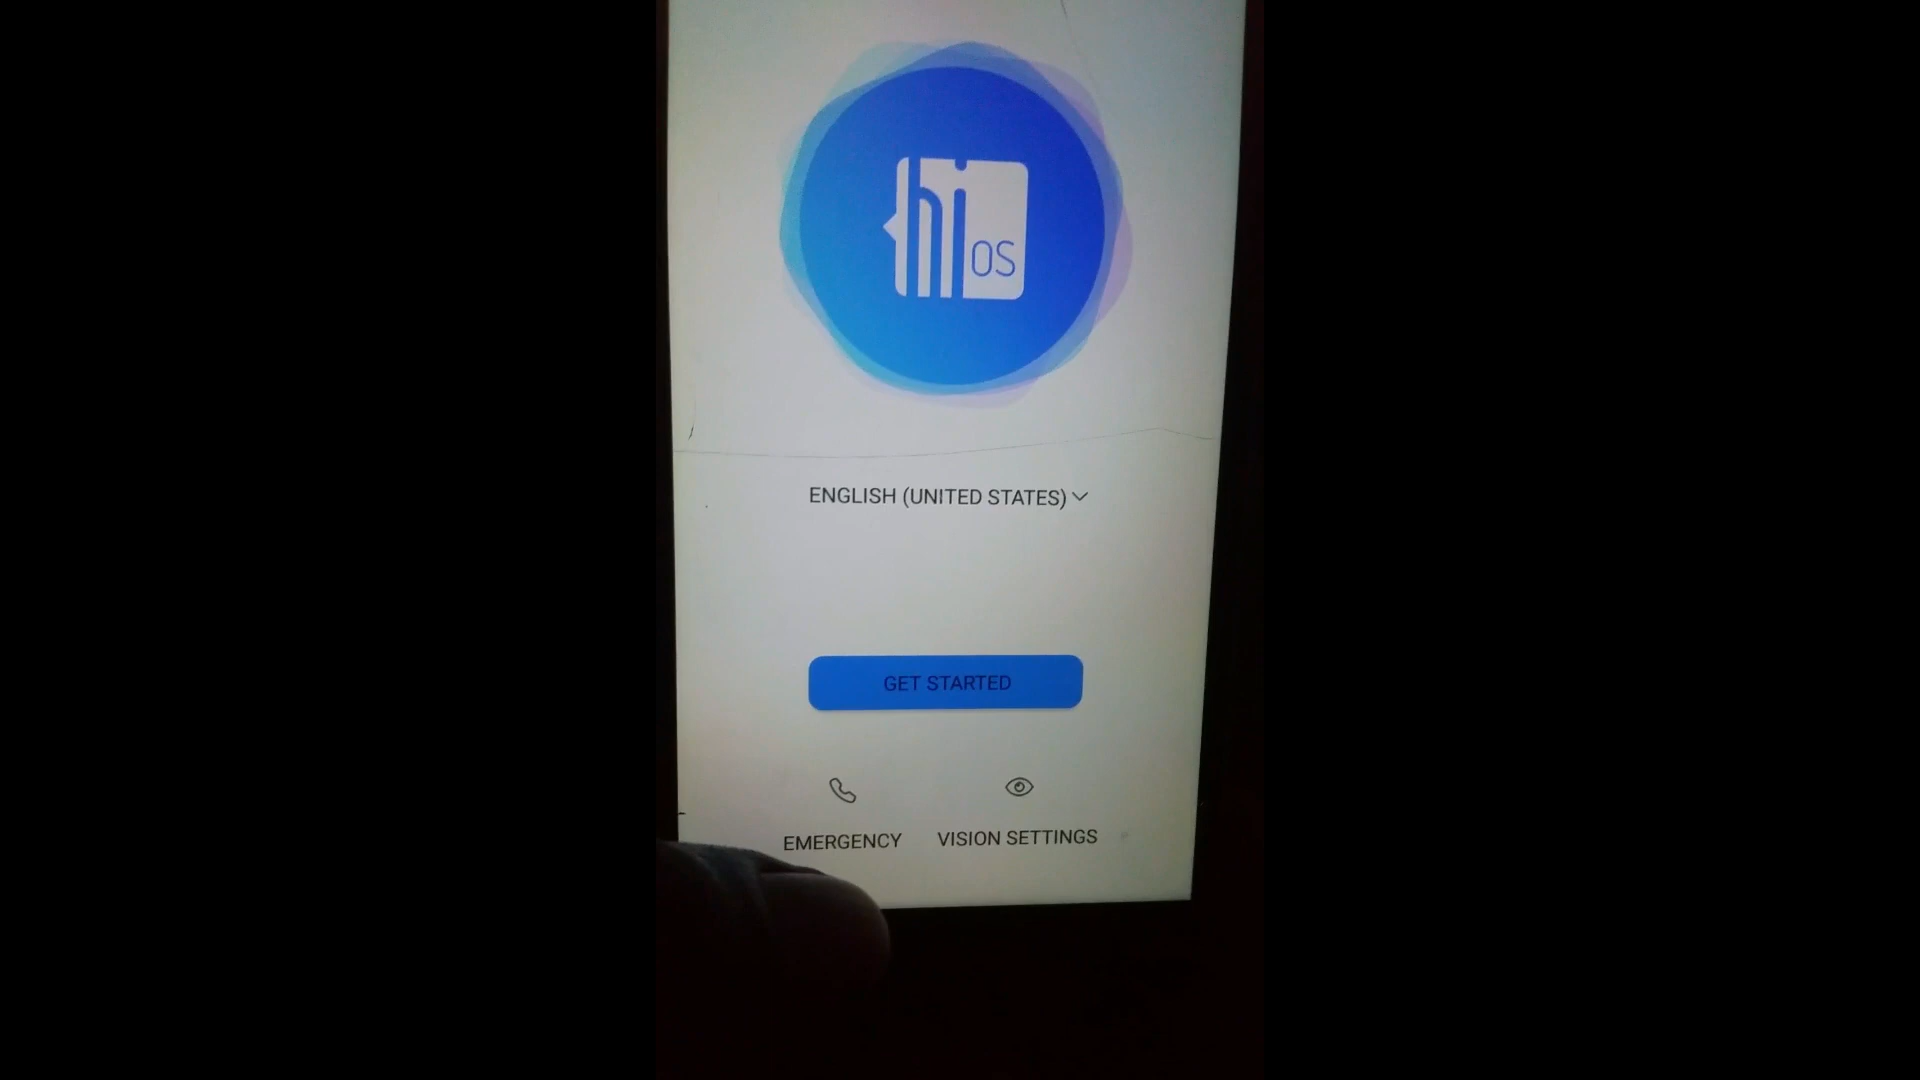 hi
OS
ENGLISH (UNITED STATES)
GET STARTED
EMERGENCY
VISION SETTINGS